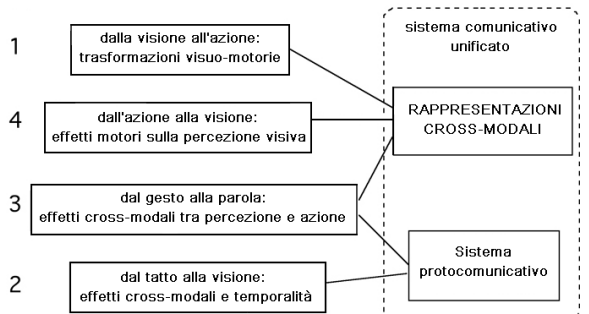 1
dalla visione all'azione:
trasformazioni visuo-motorie
sistema comunicativo
unificato
4
dall'azione alla visione:
effetti motori sulla percezione visiva
RAPPRESENTAZIONI
CROSS-MODALI
3
dal gesto alla parola:
effetti cross-modali tra percezione e azione
2
dal tatto alla visione:
effetti cross-modali e temporalità
Sistema
protocomunicativo